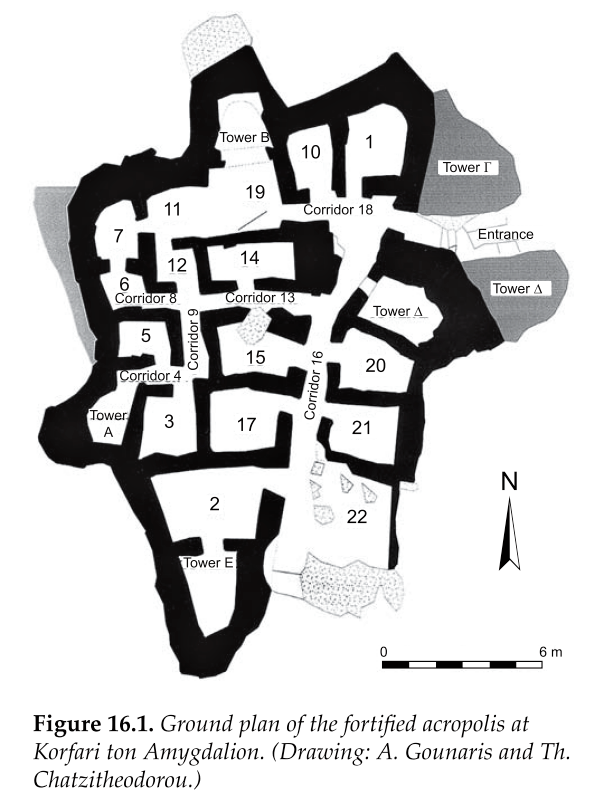 Tower B
10
1
Tower Γ
19
11
Corridor 18
Entrance
7
12
14
6
Corridor 8
Corridor 13
Tower Δ
Tower Δ
5
Corridor 9
15
Corridor 16
20
Corridor 4
Tower
A
3
17
21
2
22
N
Tower E
0
6 m
Figure 16.1. Ground plan of the fortified acropolis at
Korfari ton Amygdalion. (Drawing: A. Gounaris and Th.
Chatzitheodorou.)